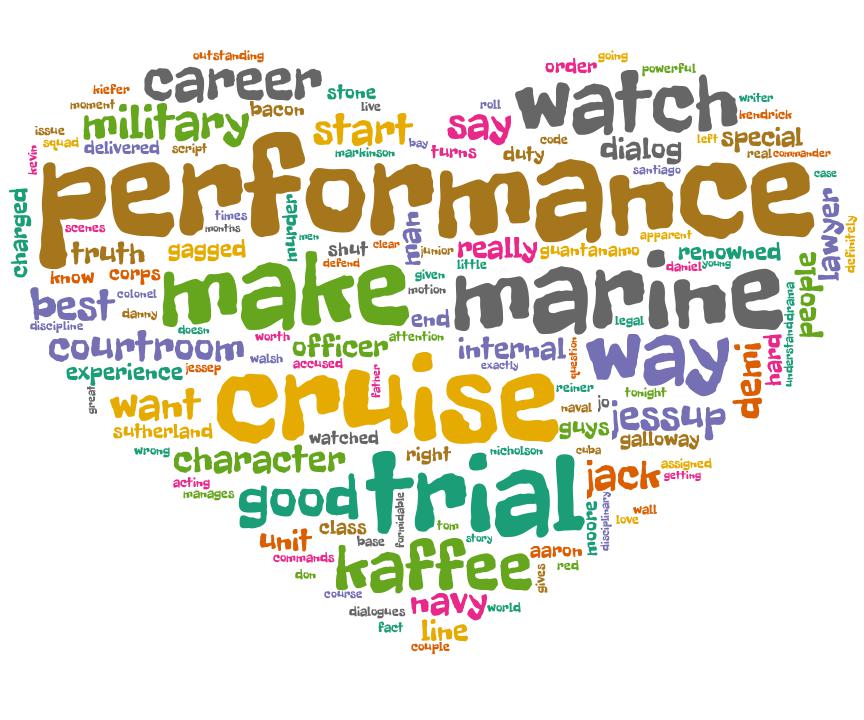 outstanding
going
order
powerful
kiefer
career
stone
watch
writer
moment
bacon
live
roll
kendrick
military
start
say
issue
squad
delivered
script
markinson
bay
turns
duty
code
dialog
left
special
real
commander
kevin
santiago
case
performance
charged
scenes
times
months
murder
men
man
apparent
lawyer
definitely
truth
gagged
shut
clear
defend
junior
really
little
guantanamo
renowned
daniel
young
people
know
corps
make
given
motion
marine
best
colonel
danny
discipline
doesn
end
legal
understand
drama
courtroom
worth
officer
attention
internal
exactly
question
way
demi
hard
walsh
accused
experience
jessep
father
cruise
reiner
great
want
naval
jo
tonight
jessup
sutherland
watched
guys
galloway
wrong
character
right
nicholson
cuba
jack
assigned
getting
acting
manages
good
trial
formidable
moore
disciplinary
wall
love
class
tom
story
unit
base
commands
kaffee
aaron
red
don
gives
course
dialogues
navy
world
fact
line
couple